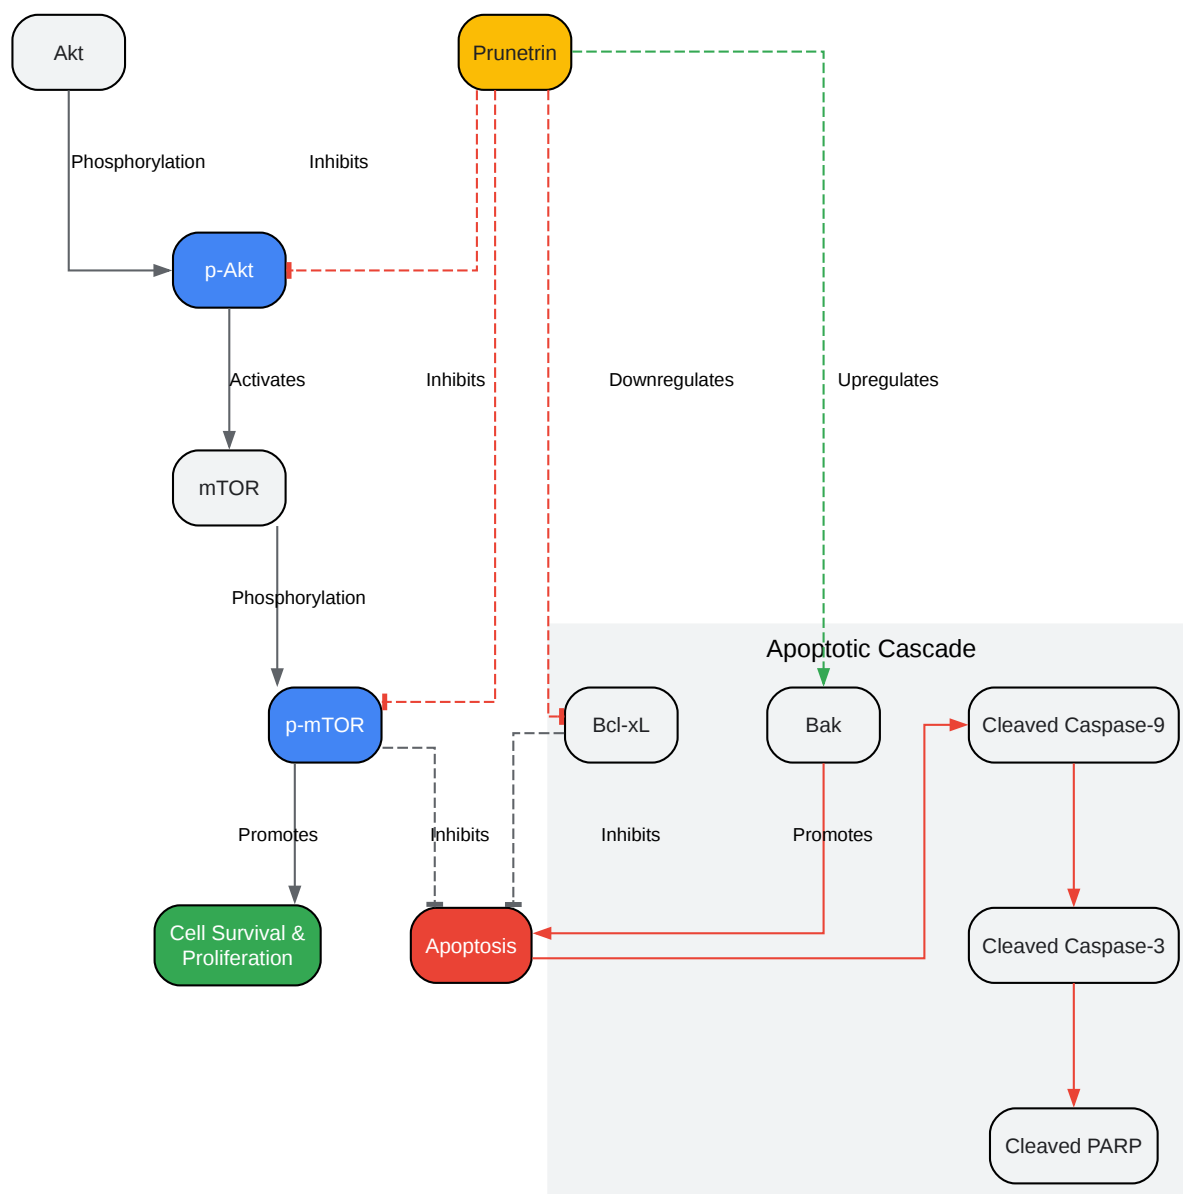 Akt
Prunetrin
Phosphorylation
Inhibits
p-Akt
Activates
Inhibits
Downregulates
Upregulates
mTOR
Phosphorylation
Apoptotic Cascade
p-mTOR
Bcl-xL
Bak
Cleaved Caspase-9
Promotes
Inhibits
Inhibits
Promotes
Cell Survival &
Proliferation
Apoptosis
Cleaved Caspase-3
Cleaved PARP